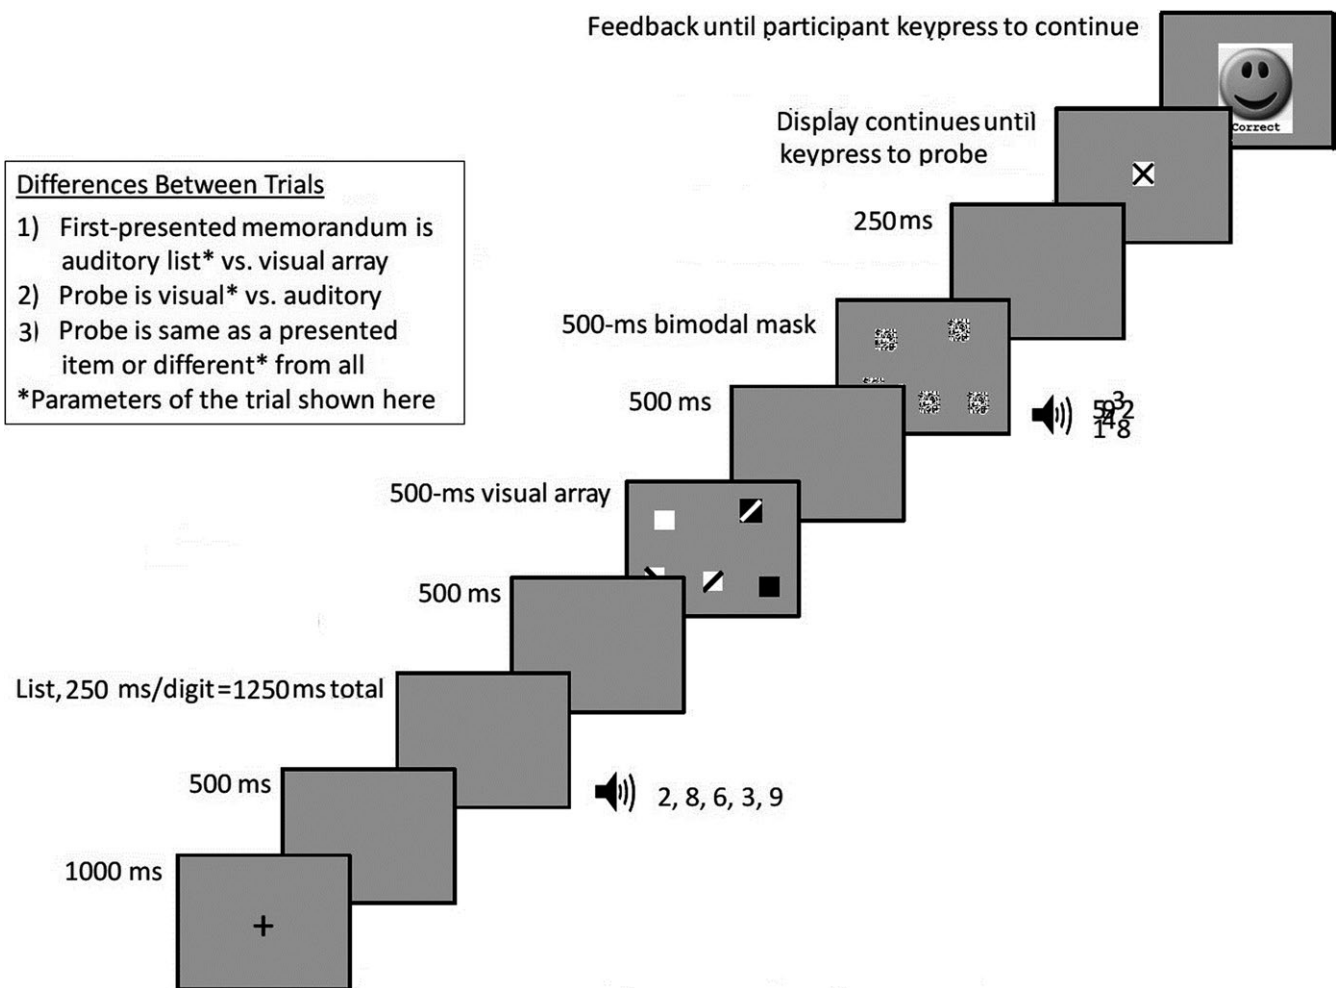 Feedback until participant keypress to continue
Correct
Display continues until
keypress to probe
Differences Between Trials
1) First-presented memorandum is
auditory list* vs. visual array
2) Probe is visual* vs. auditory
3) Probe is same as a presented
item or different* from all
*Parameters of the trial shown here
250 ms
500-ms bimodal mask
500 ms
500-ms visual array
500 ms
List, 250 ms/digit=1250 ms total
2, 8, 6, 3, 9
500 ms
1000 ms